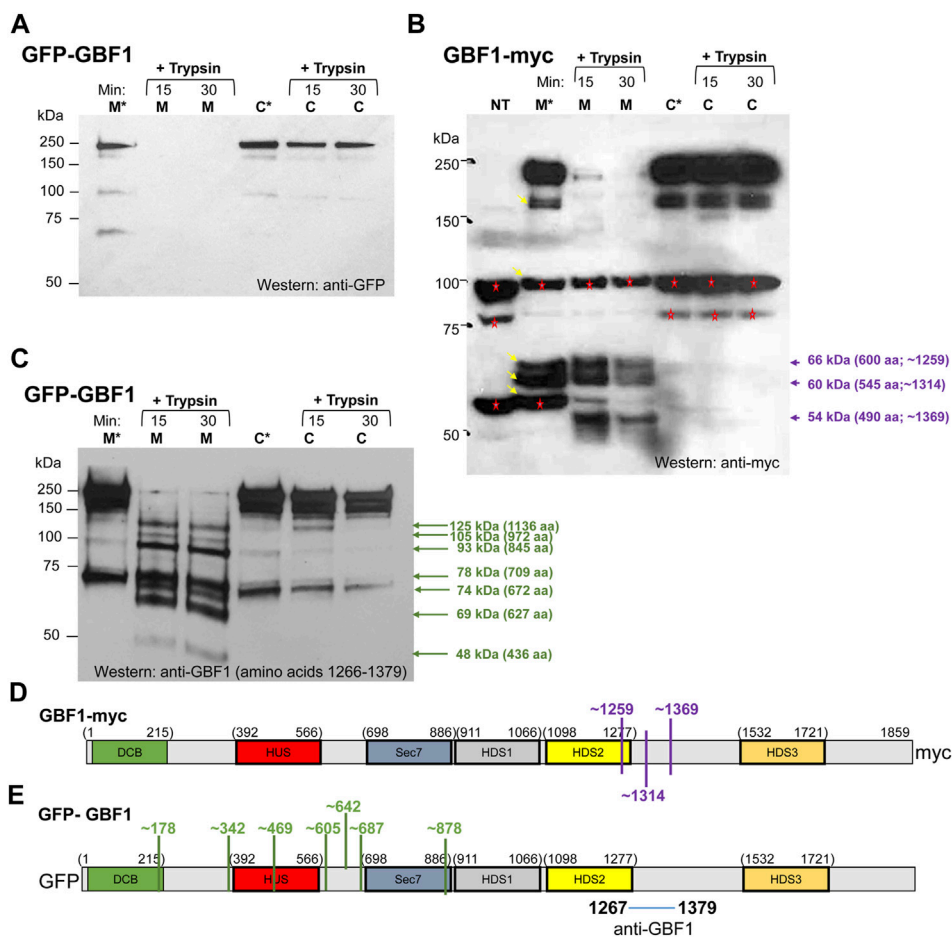 A
GFP-GBF1
+ Trypsin
+ Trypsin
Min: 15 30 15 30
M* M M C* C C
kDa
250
150
100
75
50
Western: anti-GFP
B
GBF1-myc
+ Trypsin
+ Trypsin
Min: 15 30 15 30
NT M* M M C* C C
kDa
250
150
100
75
50
66 kDa (600 aa; ~1259)
60 kDa (545 aa;~1314)
54 kDa (490 aa; ~1369)
Western: anti-myc
C
GFP-GBF1
+ Trypsin
+ Trypsin
Min: 15 30 15 30
M* M M C* C C
kDa
250
150
100
75
50
125 kDa (1136 aa)
105 kDa (972 aa)
93 kDa (845 aa)
78 kDa (709 aa)
74 kDa (672 aa)
69 kDa (627 aa)
48 kDa (436 aa)
Western: anti-GBF1 (amino acids 1266-1379)
D
GBF1-myc
~1259 ~1369
(1 215) (392 566) (698 886)(911 1066)(1098 1277) (1532 1721) 1859
DCB HUS Sec7 HDS1 HDS2 HDS3 myc
~1314
E
GFP- GBF1
~642
~178 ~342 ~469 ~605 ~687 ~878
(1 215) (392 566) (698 886)(911 1066)(1098 1277) (1532 1721)
GFP DCB HUS Sec7 HDS1 HDS2 HDS3
1267 1379
anti-GBF1